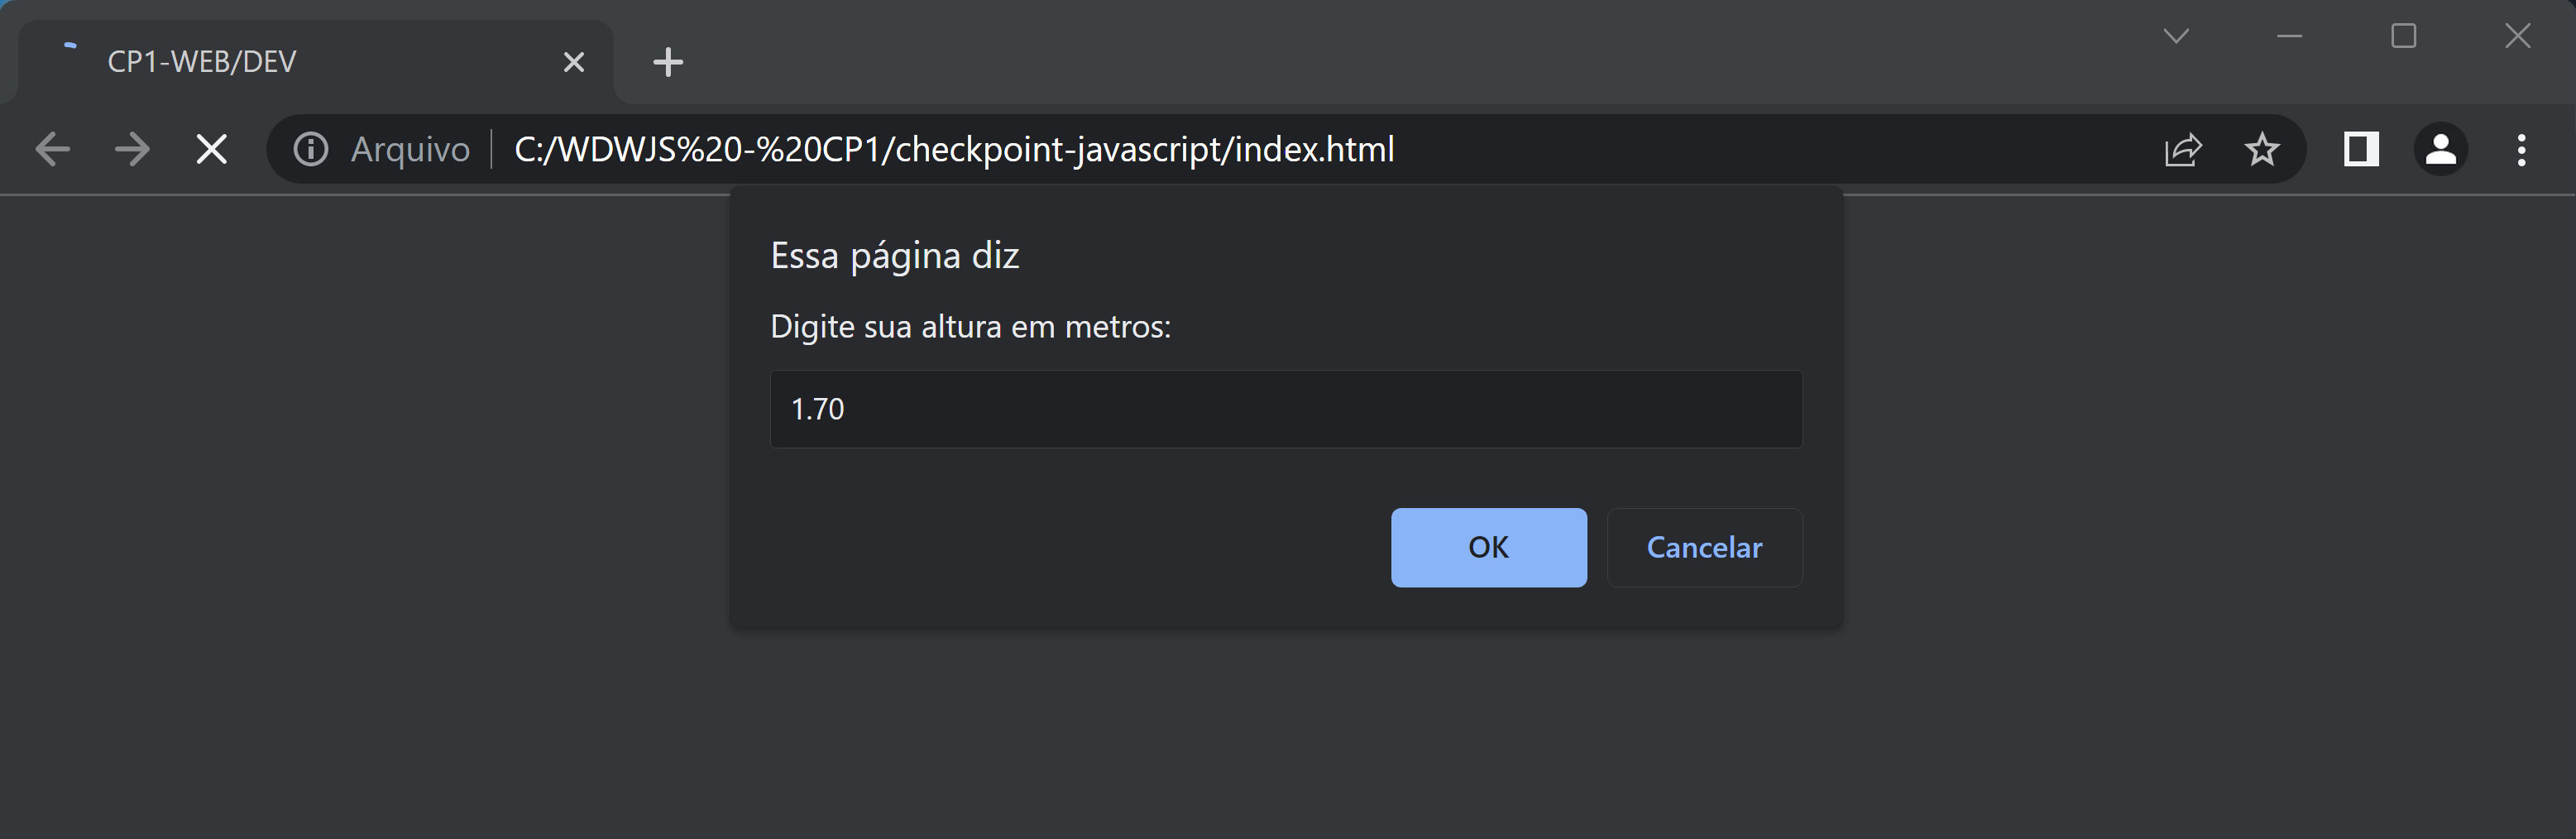 CP1-WEB/DEV
Arquivo C:/WDWJS%20-%20CP1/checkpoint-javascript/index.html
Essa página diz
Digite sua altura em metros:
1.70
OK Cancelar